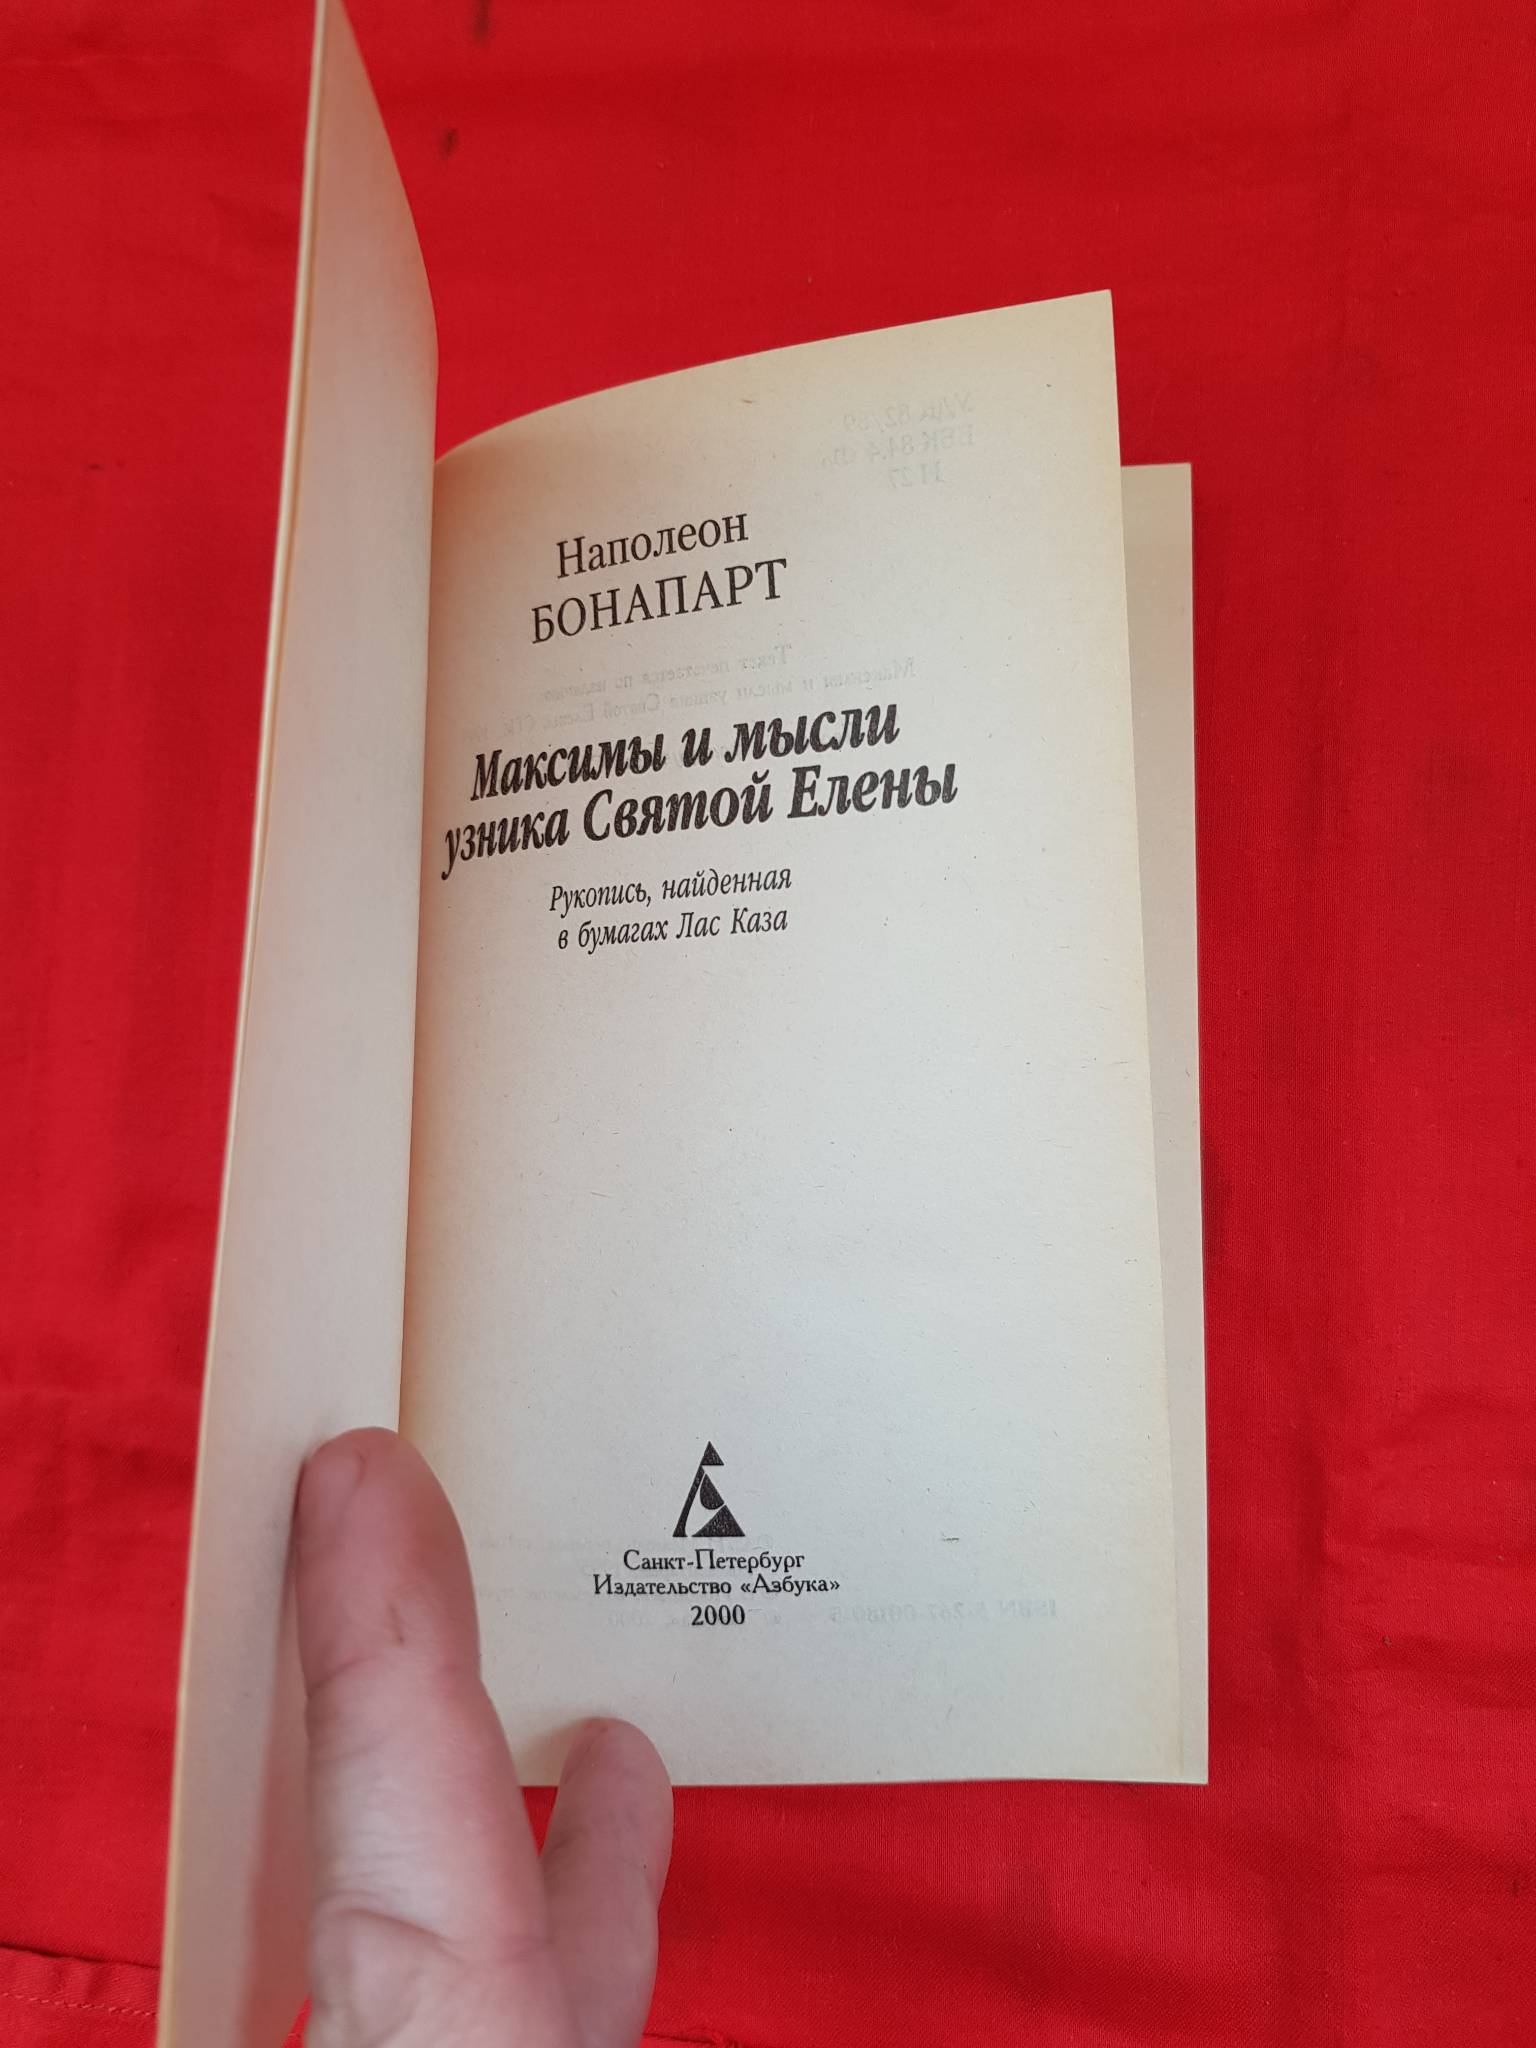 Наполеон
БОНАПАРТ
Максимы и мысли
узника Святой Елены
Рукопись, найденная
в бумагах Лас Каза
Санкт-Петербург
Издательство «Азбука»
2000